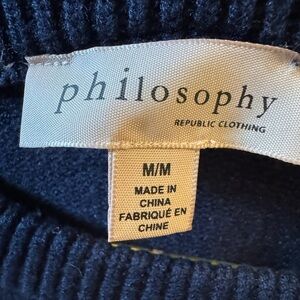 philosophy
REPUBLIC CLOTHING
M/M
MADE IN
CHINA
FABRIQUÉ EN
CHINE